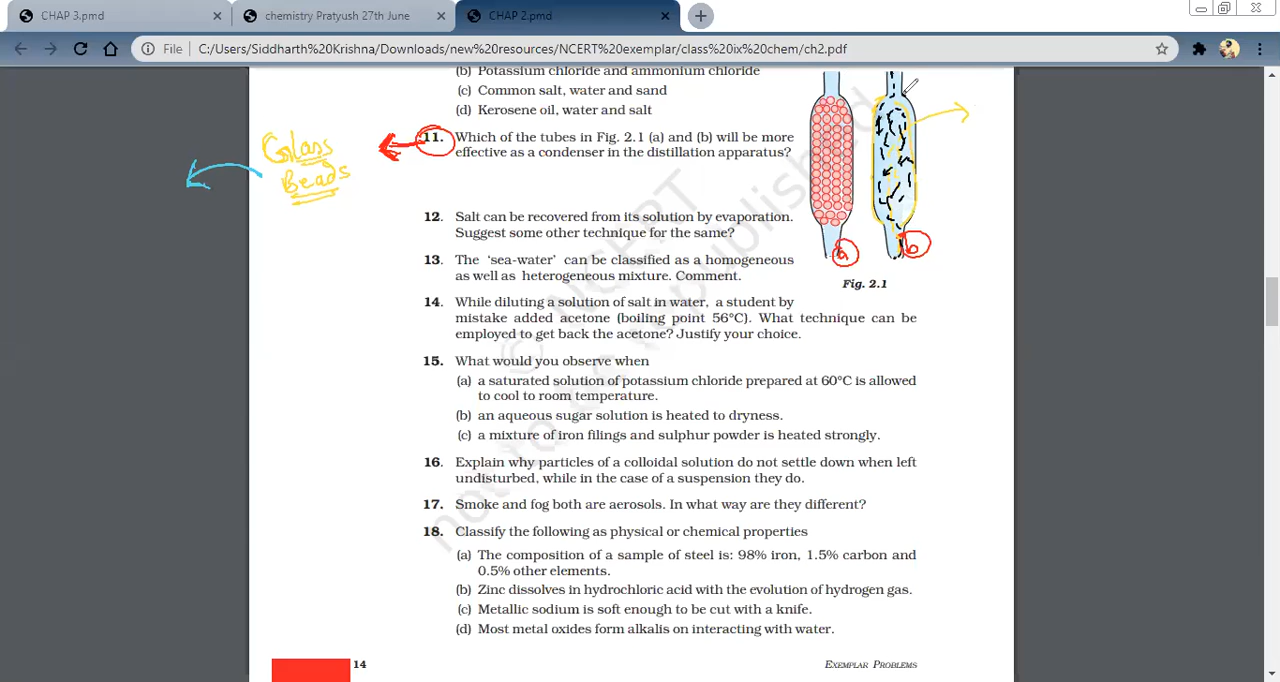 CHAP 3.pmd
chemistry Pratyush 27th June
CHAP 2.pmd
File
C:/Users/Siddharth%20Krishna/Downloads/new%20resources/NCERT%20exemplar/class%20ix%20chem/ch2.pdf
(b) Potassium chloride and ammonium chloride
(c) Common salt, water and sand
(d) Kerosene oil, water and salt
11. Which of the tubes in Fig. 2.1 (a) and (b) will be more
effective as a condenser in the distillation apparatus?
Glass
Beads
a
b
Fig. 2.1
12. Salt can be recovered from its solution by evaporation.
Suggest some other technique for the same?
13. The ‘sea-water’ can be classified as a homogeneous
as well as heterogeneous mixture. Comment.
14. While diluting a solution of salt in water, a student by
mistake added acetone (boiling point 56°C). What technique can be
employed to get back the acetone? Justify your choice.
15. What would you observe when
(a) a saturated solution of potassium chloride prepared at 60°C is allowed
to cool to room temperature.
(b) an aqueous sugar solution is heated to dryness.
(c) a mixture of iron filings and sulphur powder is heated strongly.
16. Explain why particles of a colloidal solution do not settle down when left
undisturbed, while in the case of a suspension they do.
17. Smoke and fog both are aerosols. In what way are they different?
18. Classify the following as physical or chemical properties
(a) The composition of a sample of steel is: 98% iron, 1.5% carbon and
0.5% other elements.
(b) Zinc dissolves in hydrochloric acid with the evolution of hydrogen gas.
(c) Metallic sodium is soft enough to be cut with a knife.
(d) Most metal oxides form alkalis on interacting with water.
© NCERT
not to be republished
14
EXEMPLAR PROBLEMS